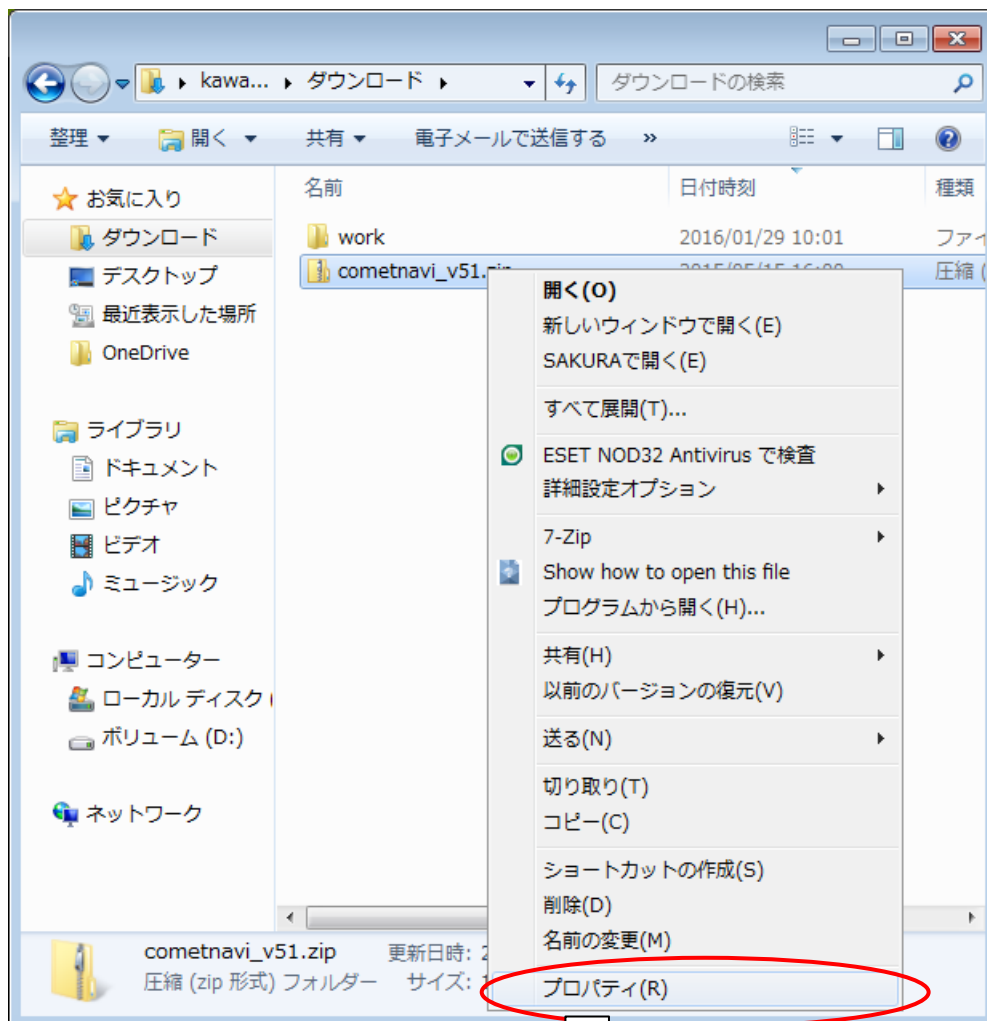 kawa... ダウンロード
ダウンロードの検索
整理 開く 共有 電子メールで送信する »
名前 日付時刻 種類
お気に入り
ダウンロード
デスクトップ
最近表示した場所
OneDrive
ライブラリ
ドキュメント
ピクチャ
ビデオ
ミュージック
コンピューター
ローカル ディスク (
ボリューム (D:)
ネットワーク
work 2016/01/29 10:01 ファイ
cometnavi_v51.zip 2015/05/15 16:00 圧縮 (
開く(O)
新しいウィンドウで開く(E)
SAKURAで開く(E)
すべて展開(T)...
ESET NOD32 Antivirus で検査
詳細設定オプション
7-Zip
Show how to open this file
プログラムから開く(H)...
共有(H)
以前のバージョンの復元(V)
送る(N)
切り取り(T)
コピー(C)
ショートカットの作成(S)
削除(D)
名前の変更(M)
プロパティ(R)
cometnavi_v51.zip 更新日時: 2
圧縮 (zip 形式) フォルダー サイズ: 1